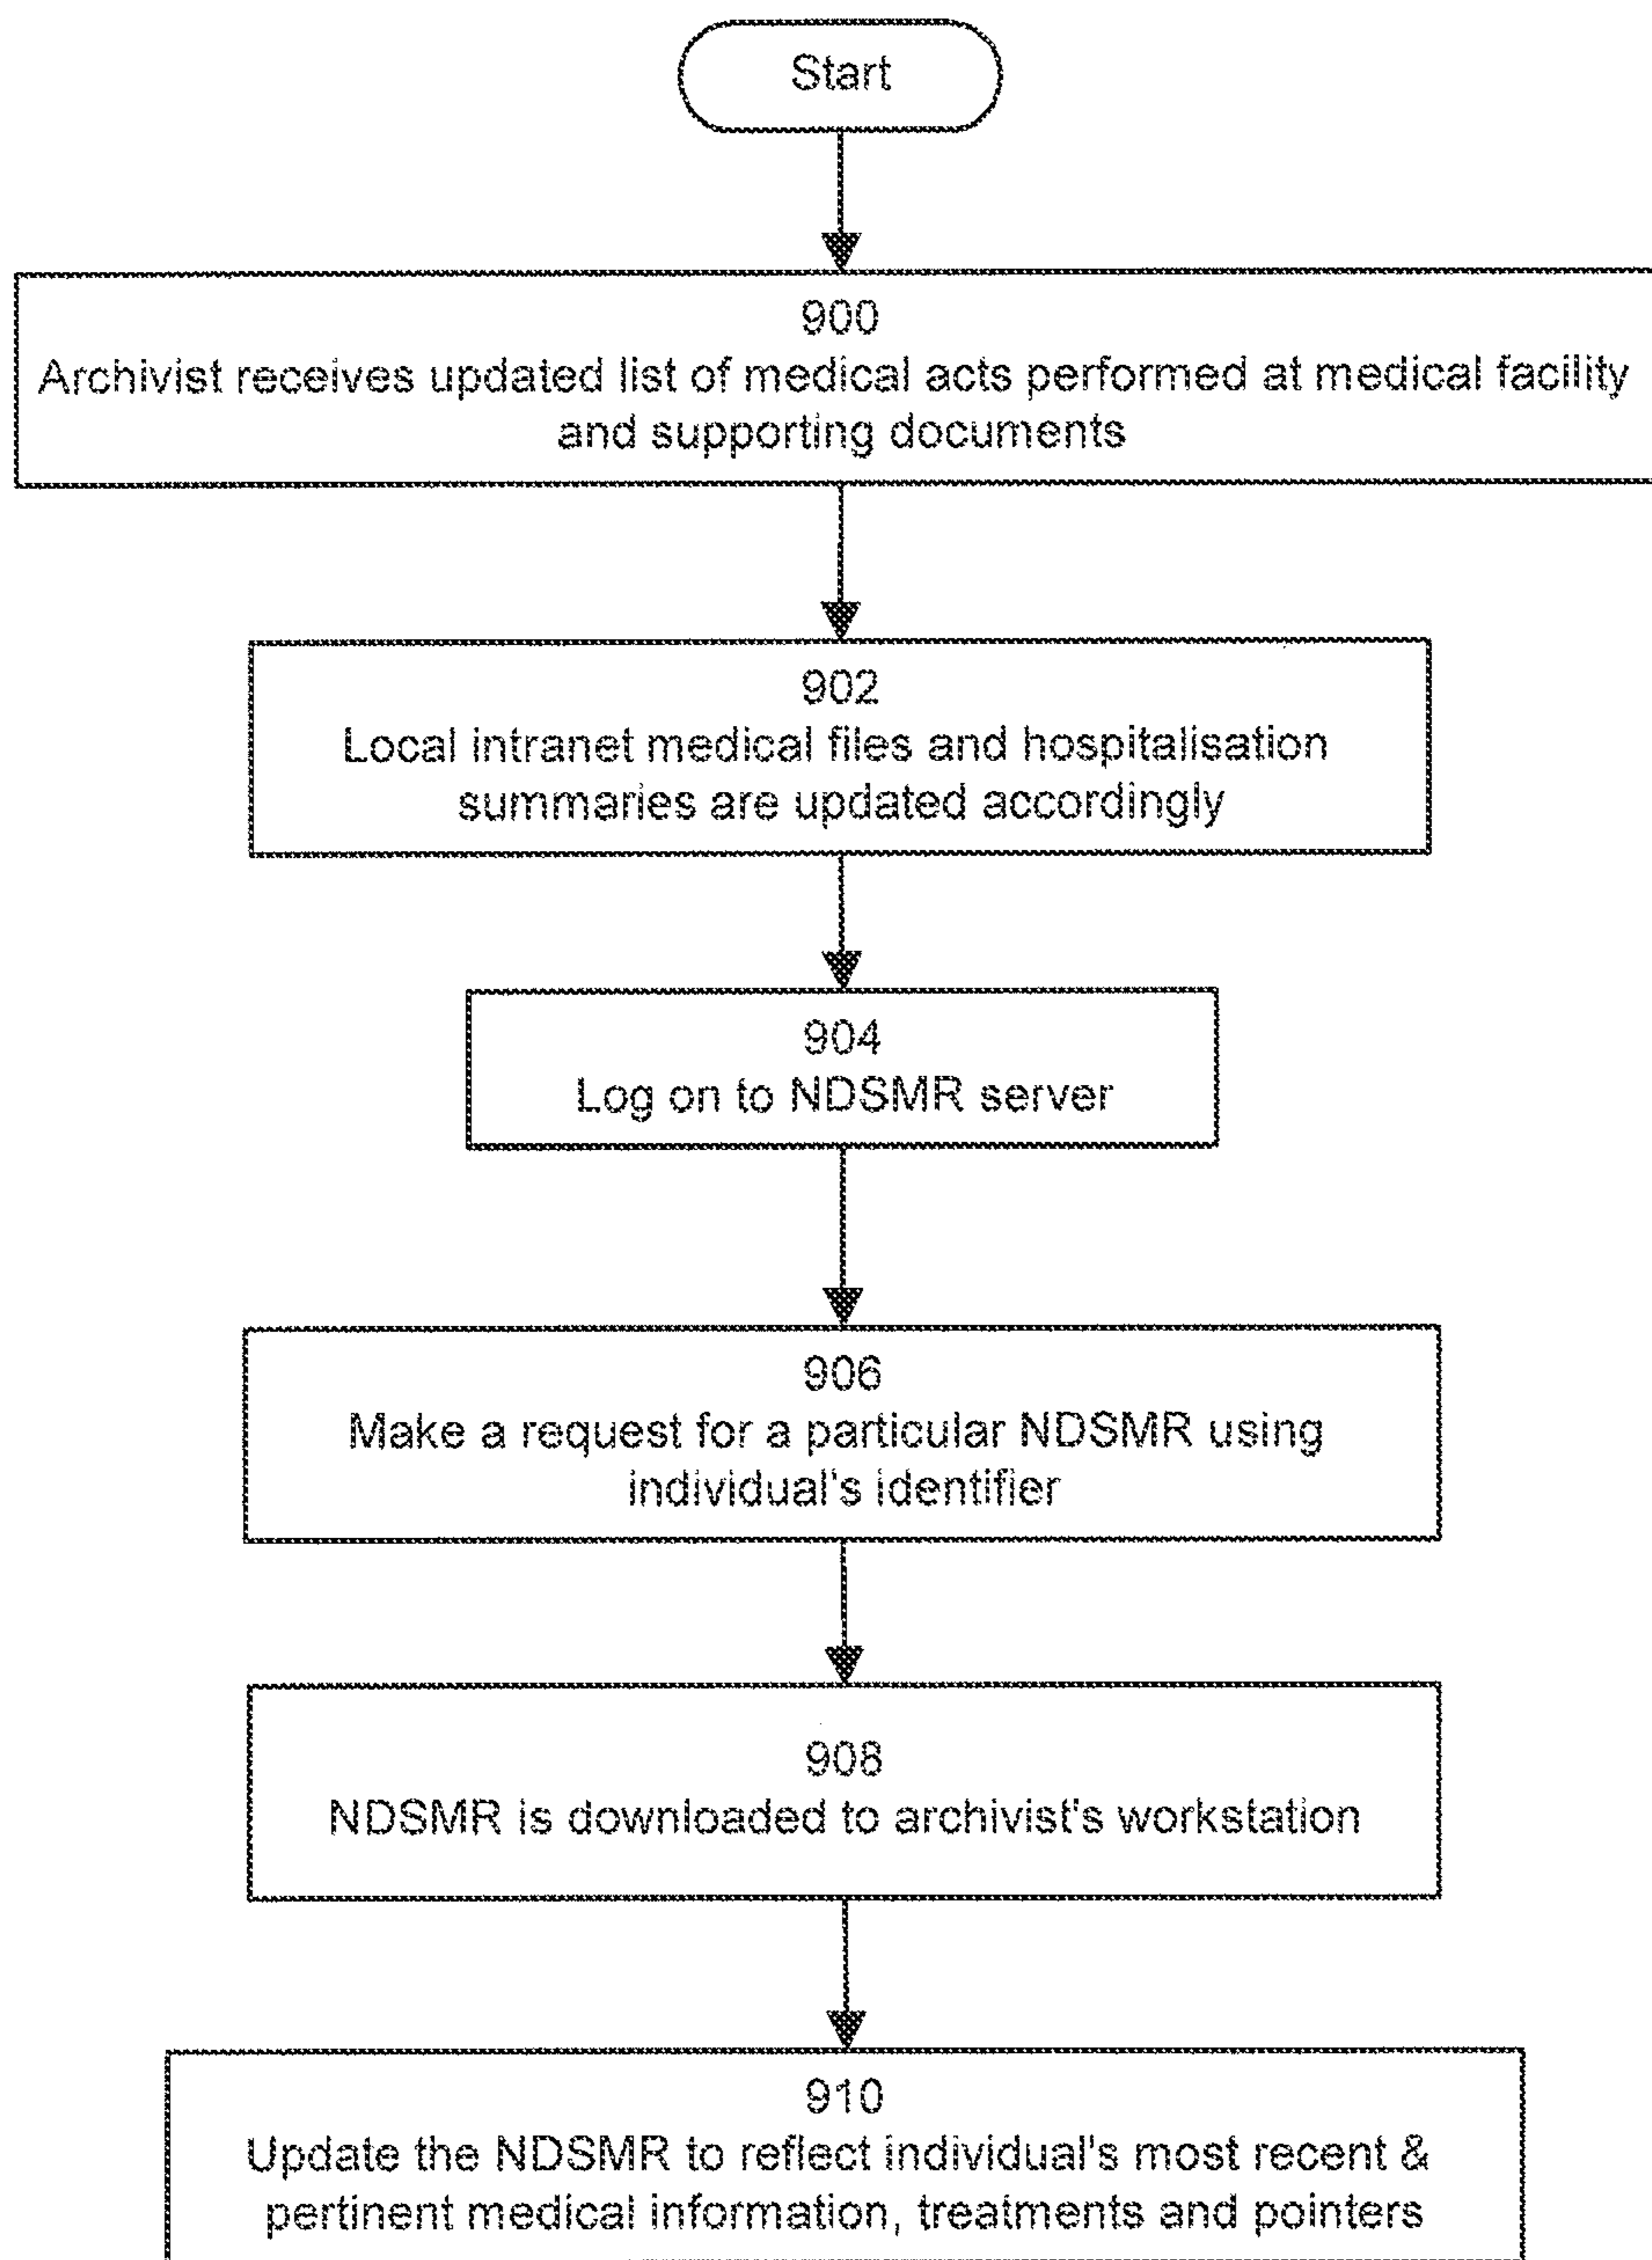 Start
900
Archivist receives updated list of medical acts performed at medical facility
and supporting documents
902
Local intranet medical files and hospitalisation
summaries are updated accordingly
904
Log on to NDSMR server
906
Make a request for a particular NDSMR using
individual's identifier
908
NDSMR is downloaded to archivist's workstation
910
Update the NDSMR to reflect individual's most recent &
pertinent medical information, treatments and pointers